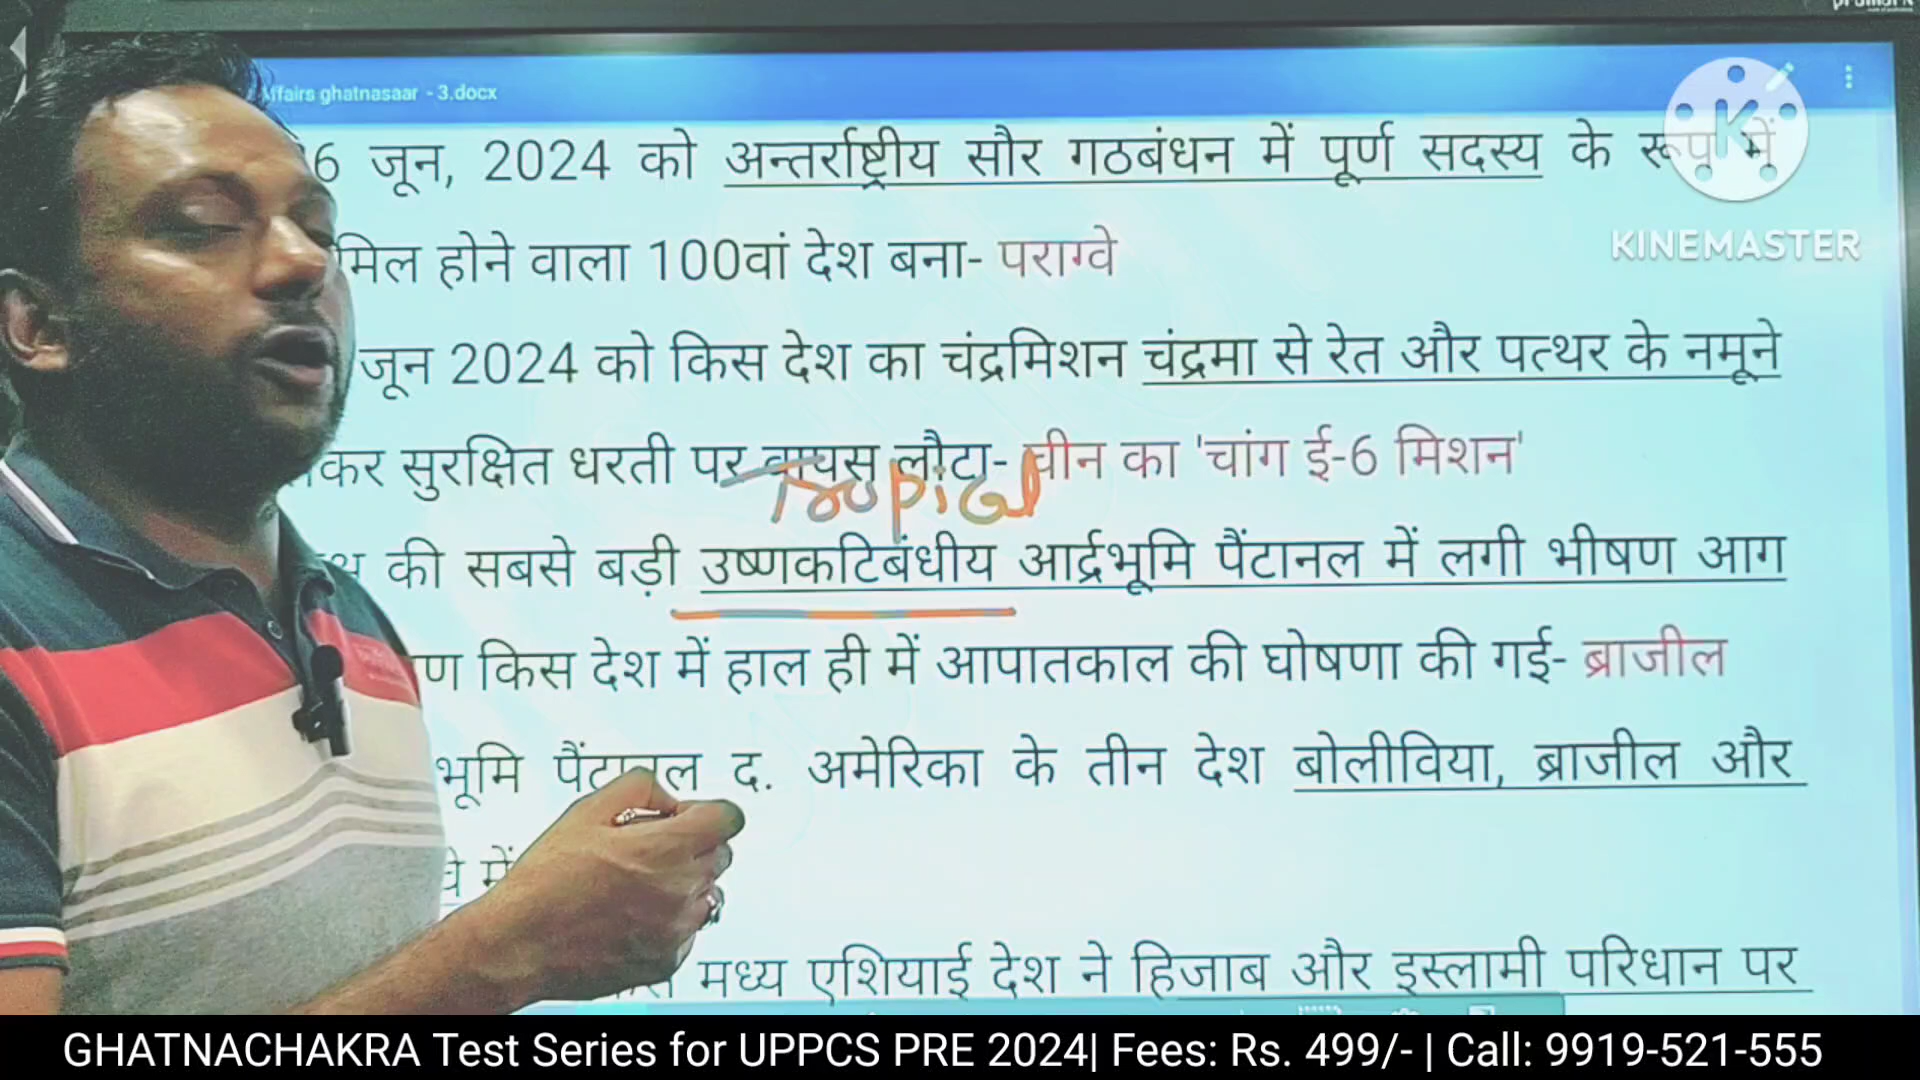 ffairs ghatnasaar - 3.docx
6 जून, 2024 को अन्तर्राष्ट्रीय सौर गठबंधन में पूर्ण सदस्य के रूप में
मिल होने वाला 100वां देश बना- पराग्वे
जून 2024 को किस देश का चंद्रमिशन चंद्रमा से रेत और पत्थर के नमूने
कर सुरक्षित धरती पर वापस लौटा- चीन का 'चांग ई-6 मिशन'
Tropical
की सबसे बड़ी उष्णकटिबंधीय आर्द्रभूमि पैंटानल में लगी भीषण आग
ण किस देश में हाल ही में आपातकाल की घोषणा की गई- ब्राजील
भूमि पैंटानल द. अमेरिका के तीन देश बोलीविया, ब्राजील और
वे में
मध्य एशियाई देश ने हिजाब और इस्लामी परिधान पर
K
KINEMASTER
GHATNACHAKRA Test Series for UPPCS PRE 2024| Fees: Rs. 499/- | Call: 9919-521-555